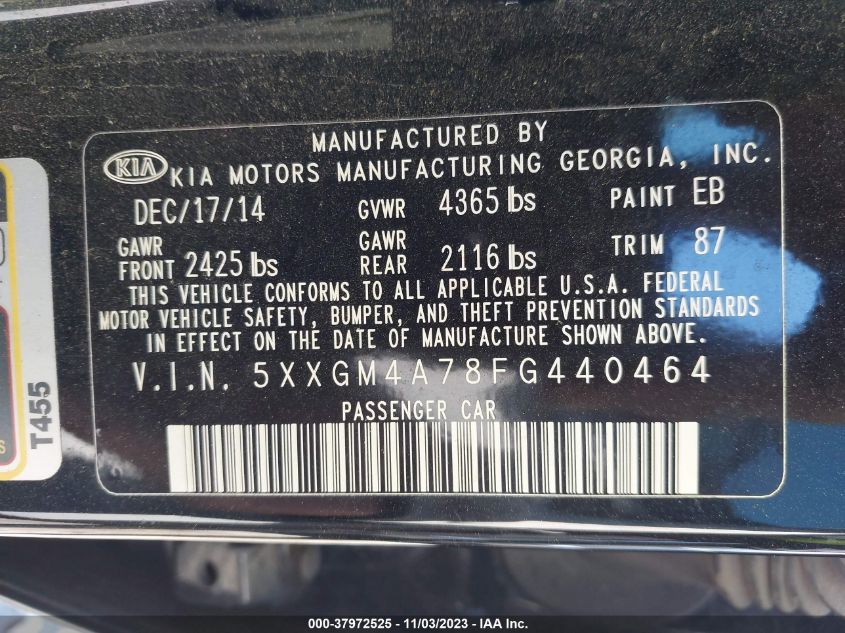 MANUFACTURED BY
KIA KIA MOTORS MANUFACTURING GEORGIA, INC.
DEC/17/14 GVWR 4365 lbs PAINT EB
GAWR FRONT 2425 lbs GAWR REAR 2116 lbs TRIM 87
THIS VEHICLE CONFORMS TO ALL APPLICABLE U.S.A. FEDERAL
MOTOR VEHICLE SAFETY, BUMPER, AND THEFT PREVENTION STANDARDS
IN EFFECT ON THE DATE OF MANUFACTURE SHOWN ABOVE.
V.I.N. 5XXGM4A78FG440464
PASSENGER CAR
T455
000-37972525 - 11/03/2023 - IAA Inc.